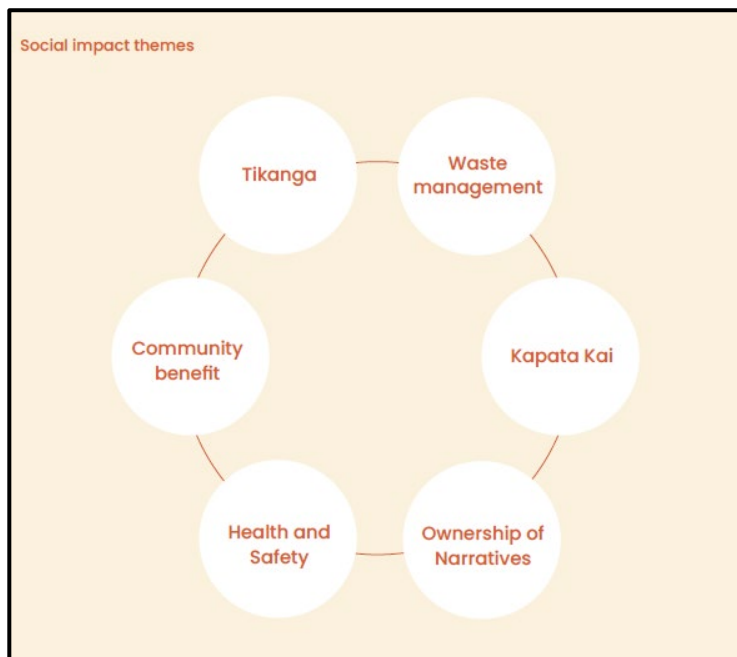 Social impact themes
Tikanga
Waste
management
Community
benefit
Kapata Kai
Health and
Safety
Ownership of
Narratives